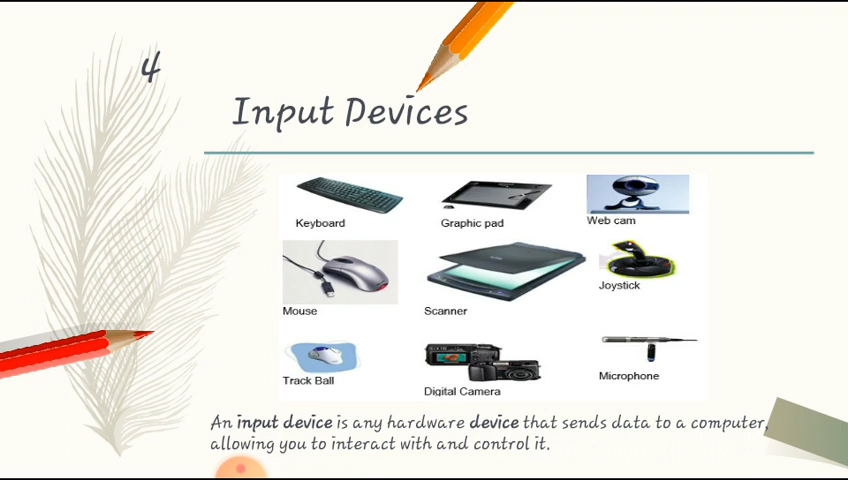 4
Input Devices
Keyboard
Graphic pad
Web cam
Mouse
Scanner
Joystick
Track Ball
Digital Camera
Microphone
An input device is any hardware device that sends data to a computer,
allowing you to interact with and control it.